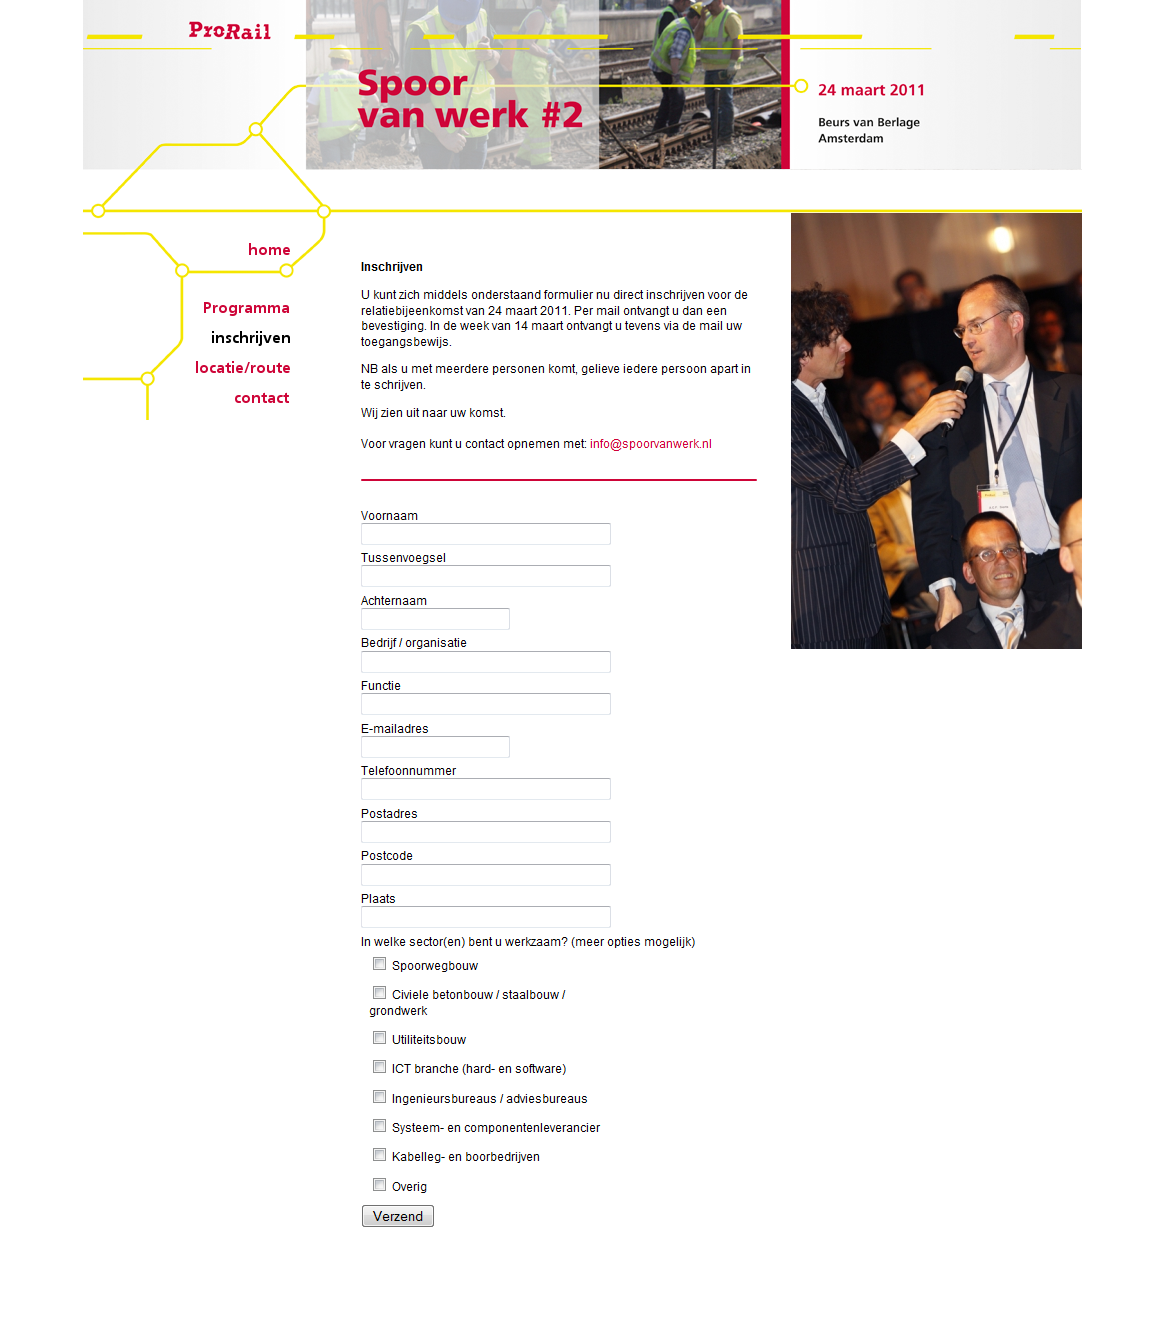 ProRail
Spoor
van werk #2
24 maart 2011
Beurs van Berlage
Amsterdam
home
Programma
inschrijven
locatie/route
contact
Inschrijven
U kunt zich middels onderstaand formulier nu direct inschrijven voor de
relatiebijeenkomst van 24 maart 2011. Per mail ontvangt u dan een
bevestiging. In de week van 14 maart ontvangt u tevens via de mail uw
toegangsbewijs.
NB als u met meerdere personen komt, gelieve iedere persoon apart in
te schrijven.
Wij zien uit naar uw komst.
Voor vragen kunt u contact opnemen met: info@spoorvanwerk.nl
Voornaam
Tussenvoegsel
Achternaam
Bedrijf / organisatie
Functie
E-mailadres
Telefoonnummer
Postadres
Postcode
Plaats
In welke sector(en) bent u werkzaam? (meer opties mogelijk)
Spoorwegbouw
Civiele betonbouw / staalbouw /
grondwerk
Utiliteitsbouw
ICT branche (hard- en software)
Ingenieursbureaus / adviesbureaus
Systeem- en componentenleverancier
Kabelleg- en boorbedrijven
Overig
Verzend